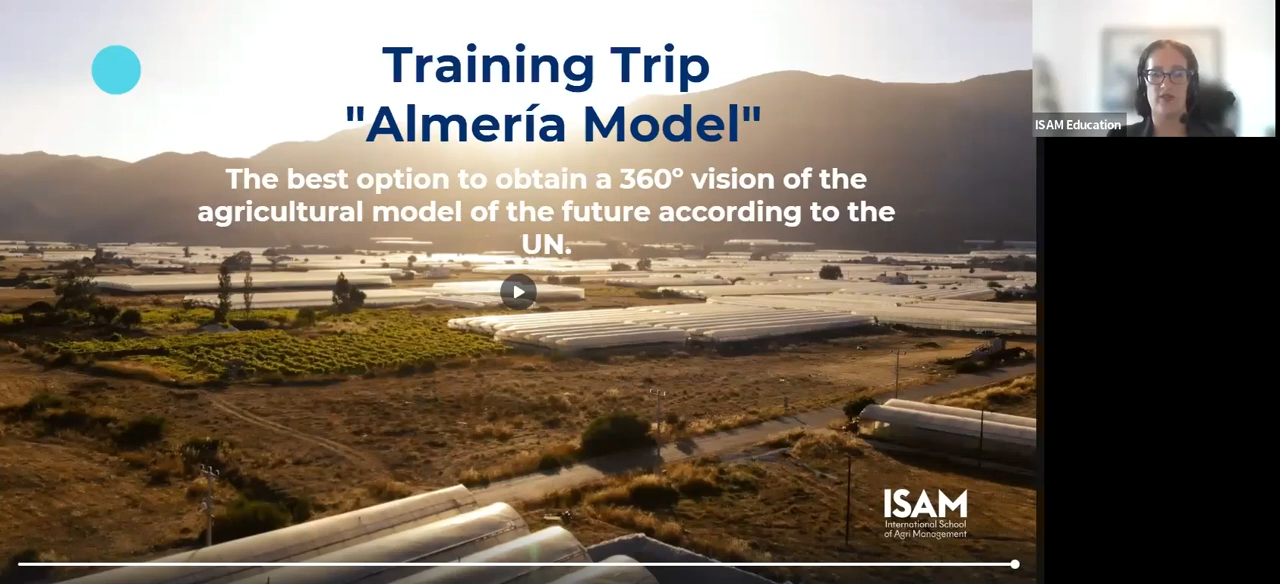 Training Trip
"Almería Model"
The best option to obtain a 360º vision of the
agricultural model of the future according to the
UN.
ISAM Education
ISAM
International School
of Agri Management